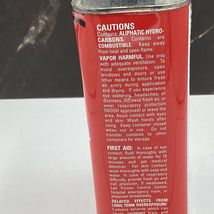 CAUTIONS
Contains: ALIPHATIC HYDRO-
CARBONS. Contents are
COMBUSTIBLE. Keep away
from heat and open flame.
VAPOR HARMFUL. Use only
with adequate ventilation. To
avoid overexposure, open
windows and doors or use
other means to ensure fresh
air entry during application
and drying. If you experience
eye watering, headaches, or
dizziness, increase fresh air, or
wear respiratory protection
(NIOSH approved) or leave the
area. Avoid contact with eyes
and skin. Wash hands after
using. Keep container closed
when not in use. Do not
transfer contents to other
containers for storage.
FIRST AID: In case of eye
contact, flush thoroughly with
large amounts of water for
15 minutes and get medical
attention. For skin contact,
wash thoroughly with soap and
water. In case of respiratory
difficulty, provide fresh air and
call physician. If swallowed,
call Poison Control Center,
hospital emergency room, or
physician immediately.
DELAYED EFFECTS FROM
LONG TERM OVEREXPOSURE.
Contains solvents which can